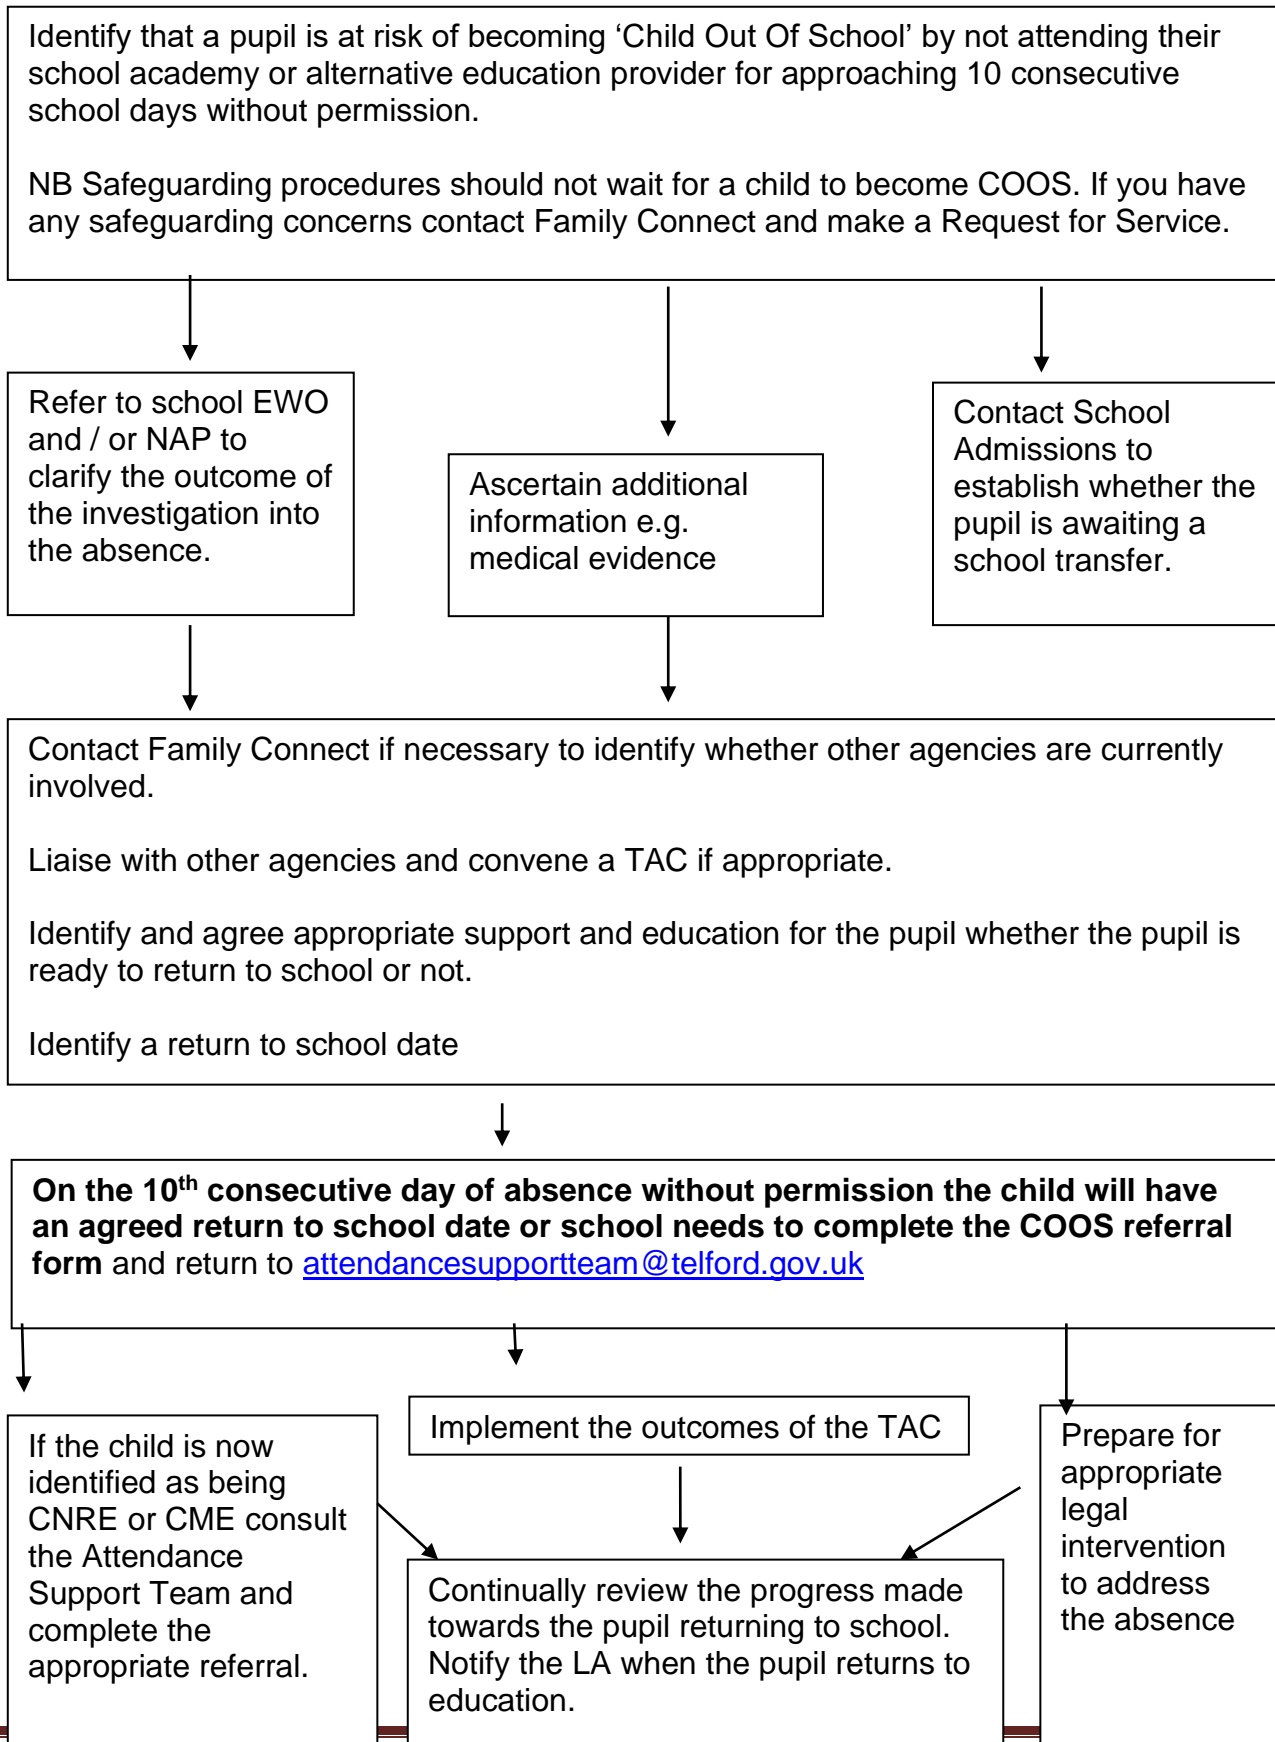 Identify that a pupil is at risk of becoming ‘Child Out Of School’ by not attending their
school academy or alternative education provider for approaching 10 consecutive
school days without permission.
NB Safeguarding procedures should not wait for a child to become COOS. If you have
any safeguarding concerns contact Family Connect and make a Request for Service.
Refer to school EWO
and / or NAP to
clarify the outcome of
the investigation into
the absence.
Ascertain additional
information e.g.
medical evidence
Contact School
Admissions to
establish whether the
pupil is awaiting a
school transfer.
Contact Family Connect if necessary to identify whether other agencies are currently
involved.
Liaise with other agencies and convene a TAC if appropriate.
Identify and agree appropriate support and education for the pupil whether the pupil is
ready to return to school or not.
Identify a return to school date
On the 10th consecutive day of absence without permission the child will have
an agreed return to school date or school needs to complete the COOS referral
form and return to attendancesupportteam@telford.gov.uk
If the child is now
identified as being
CNRE or CME consult
the Attendance
Support Team and
complete the
appropriate referral.
Implement the outcomes of the TAC
Continually review the progress made
towards the pupil returning to school.
Notify the LA when the pupil returns to
education.
Prepare for
appropriate
legal
intervention
to address
the absence